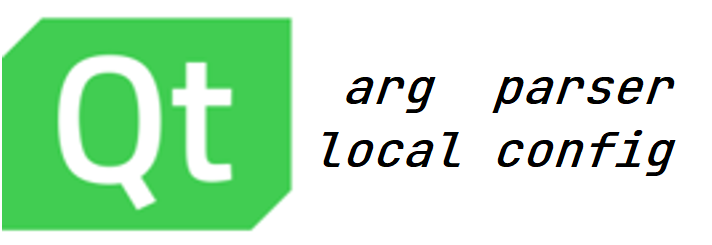 Qt
arg parser
local config